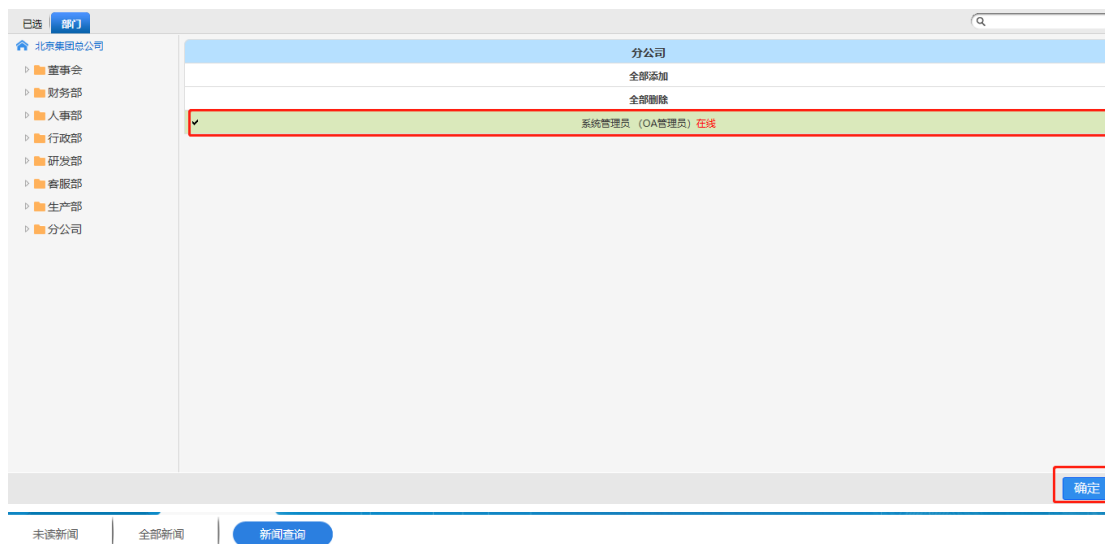 已选 部门
北京集团总公司
董事会
财务部
人事部
行政部
研发部
客服部
生产部
分公司
分公司
全部添加
全部删除
系统管理员 （OA管理员）在线
确定
未读新闻 全部新闻 新闻查询